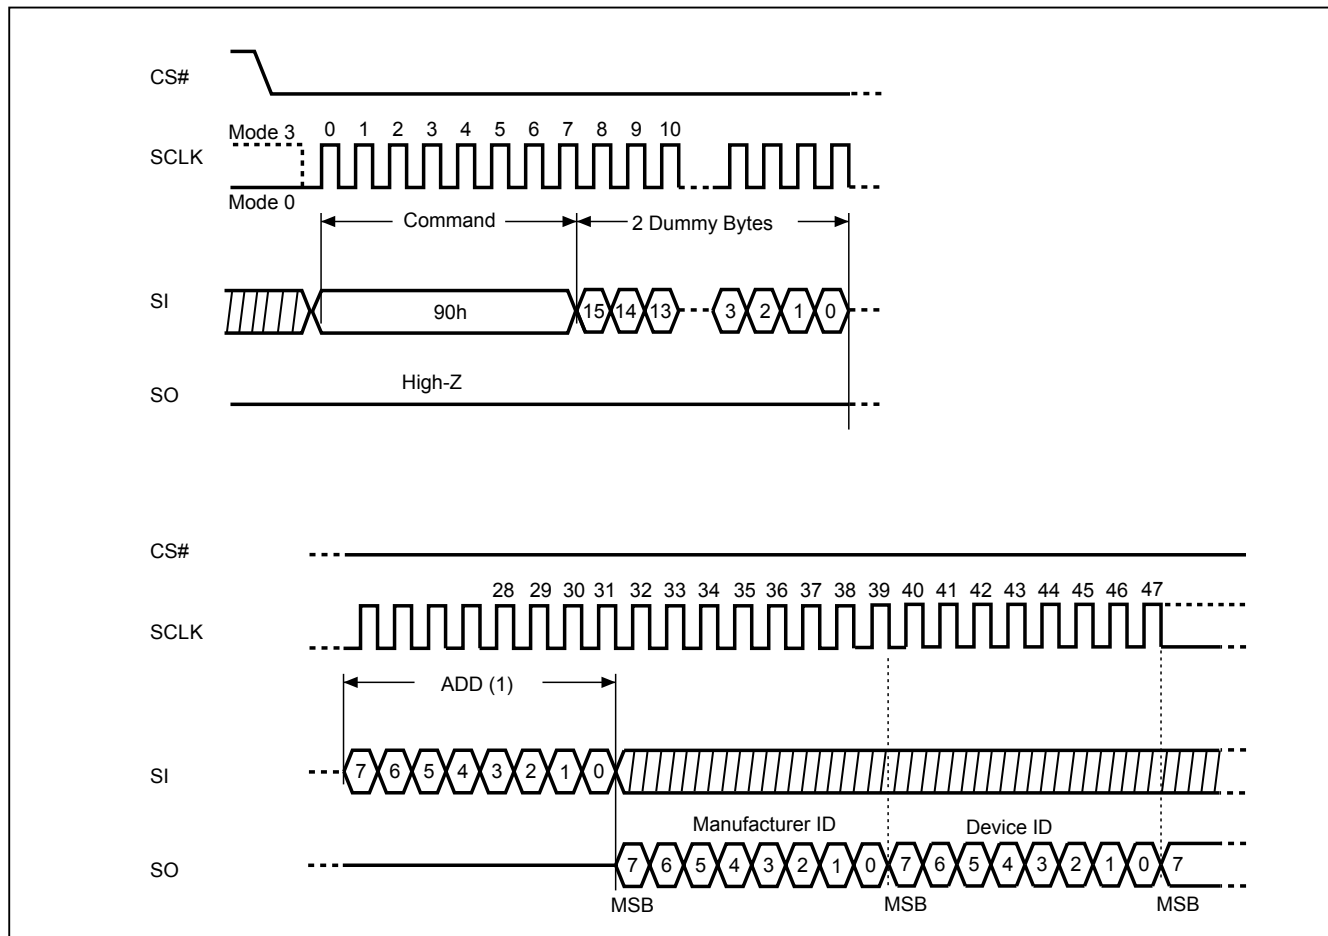 CS#
Mode 3 0 1 2 3 4 5 6 7 8 9 10
SCLK
Mode 0
Command 2 Dummy Bytes
SI 90h 15 14 13 3 2 1 0
High-Z
SO
CS#
28 29 30 31 32 33 34 35 36 37 38 39 40 41 42 43 44 45 46 47
SCLK
ADD (1)
SI 7 6 5 4 3 2 1 0
Manufacturer ID Device ID
SO 7 6 5 4 3 2 1 0 7 6 5 4 3 2 1 0 7
MSB MSB MSB